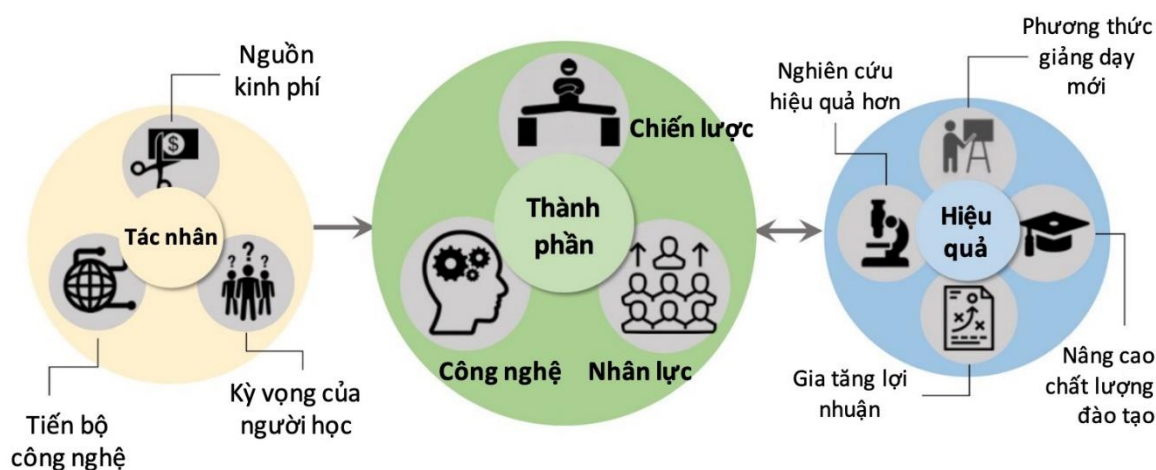 Nguồn
kinh phí
Tác nhân
Tiến bộ
công nghệ
Kỳ vọng của
người học
$
? ? ?
Chiến lược
Thành
phần
Công nghệ
Nhân lực
Phương thức
giảng dạy
mới
Nghiên cứu
hiệu quả hơn
Hiệu
quả
Gia tăng lợi
nhuận
Nâng cao
chất lượng
đào tạo